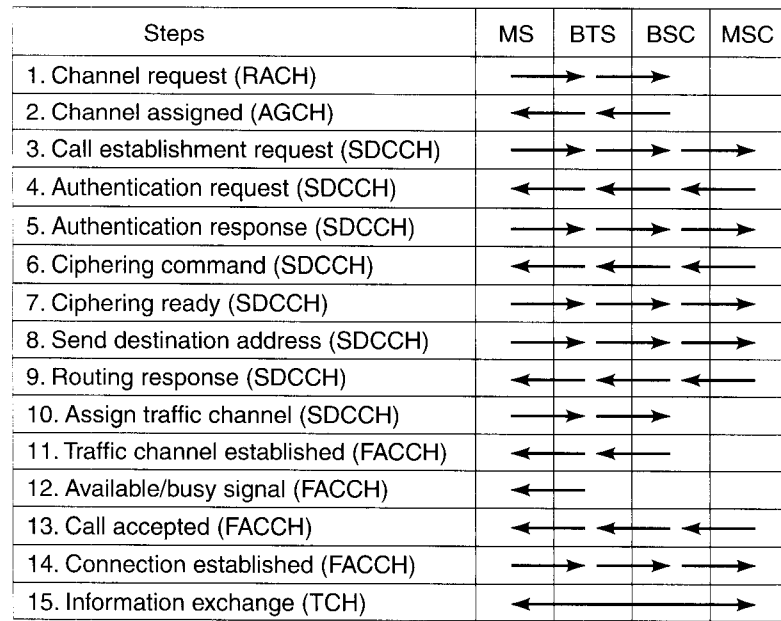 Steps MS BTS BSC MSC
1. Channel request (RACH)
2. Channel assigned (AGCH)
3. Call establishment request (SDCCH)
4. Authentication request (SDCCH)
5. Authentication response (SDCCH)
6. Ciphering command (SDCCH)
7. Ciphering ready (SDCCH)
8. Send destination address (SDCCH)
9. Routing response (SDCCH)
10. Assign traffic channel (SDCCH)
11. Traffic channel established (FACCH)
12. Available/busy signal (FACCH)
13. Call accepted (FACCH)
14. Connection established (FACCH)
15. Information exchange (TCH)